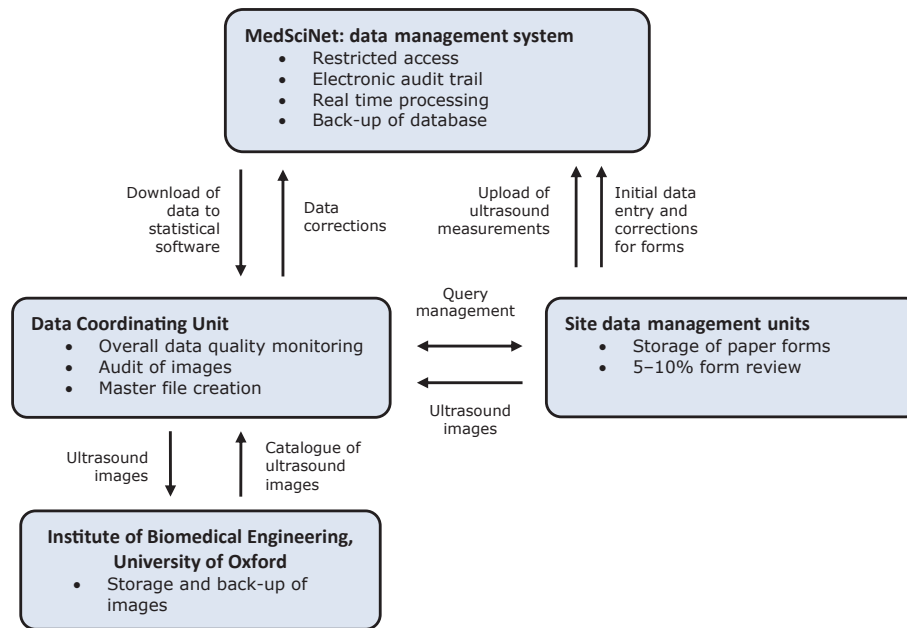 MedSciNet: data management system
• Restricted access
• Electronic audit trail
• Real time processing
• Back-up of database
Download of
data to
statistical
software
Data
corrections
Upload of
ultrasound
measurements
Initial data
entry and
corrections
for forms
Data Coordinating Unit
• Overall data quality monitoring
• Audit of images
• Master file creation
Query
management
Ultrasound
images
Site data management units
• Storage of paper forms
• 5–10% form review
Ultrasound
images
Catalogue of
ultrasound
images
Institute of Biomedical Engineering,
University of Oxford
• Storage and back-up of
images